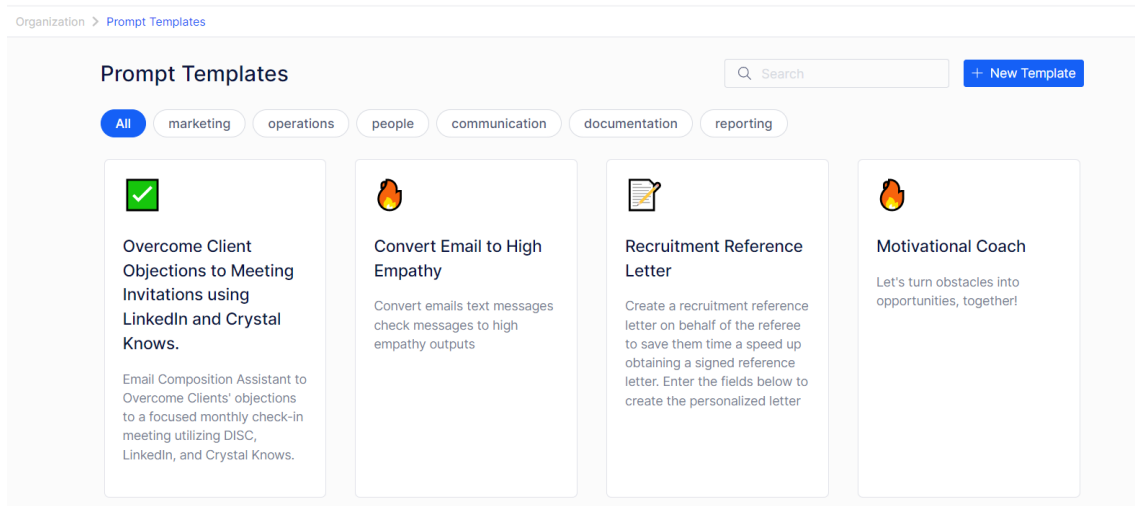 Organization > Prompt Templates
Prompt Templates
Search
+ New Template
All
marketing
operations
people
communication
documentation
reporting
Overcome Client
Objections to Meeting
Invitations using
LinkedIn and Crystal
Knows.
Email Composition Assistant to
Overcome Clients' objections
to a focused monthly check-in
meeting utilizing DISC,
LinkedIn, and Crystal Knows.
Convert Email to High
Empathy
Convert emails text messages
check messages to high
empathy outputs
Recruitment Reference
Letter
Create a recruitment reference
letter on behalf of the referee
to save them time a speed up
obtaining a signed reference
letter. Enter the fields below to
create the personalized letter
Motivational Coach
Let's turn obstacles into
opportunities, together!